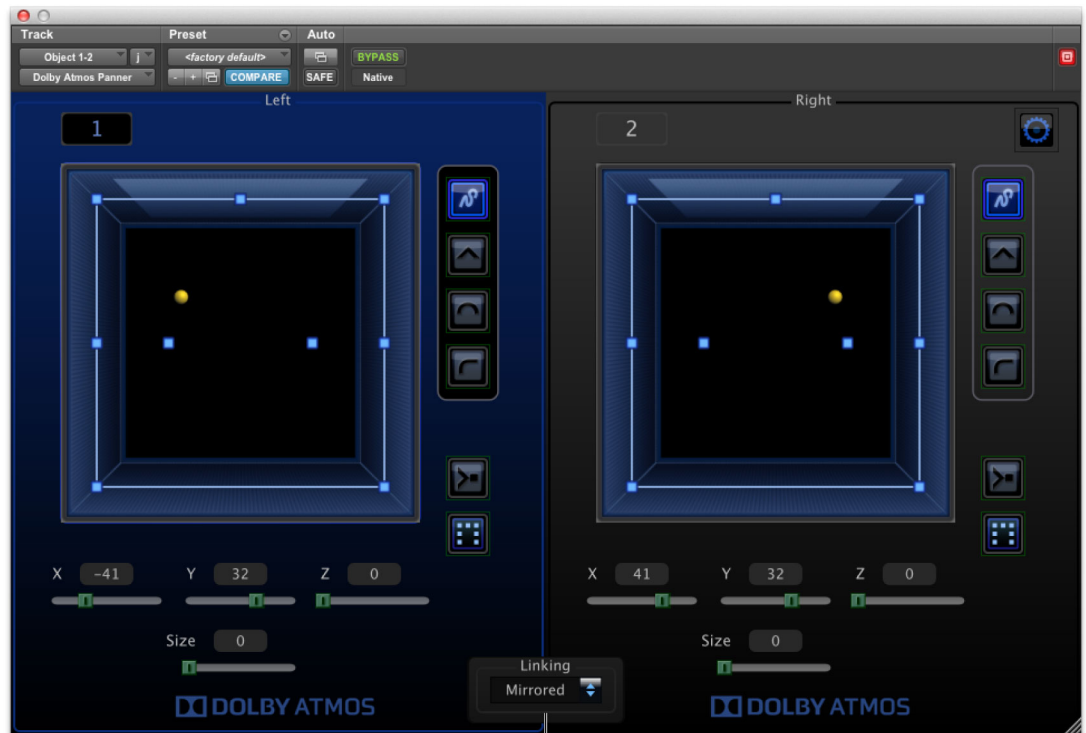 Track Preset Auto
Object 1-2 j <factory default> BYPASS
Dolby Atmos Panner - + COMPARE SAFE Native
Left Right
1 2
X -41 Y 32 Z 0 X 41 Y 32 Z 0
Size 0 Size 0
Linking
Mirrored
DOLBY ATMOS DOLBY ATMOS